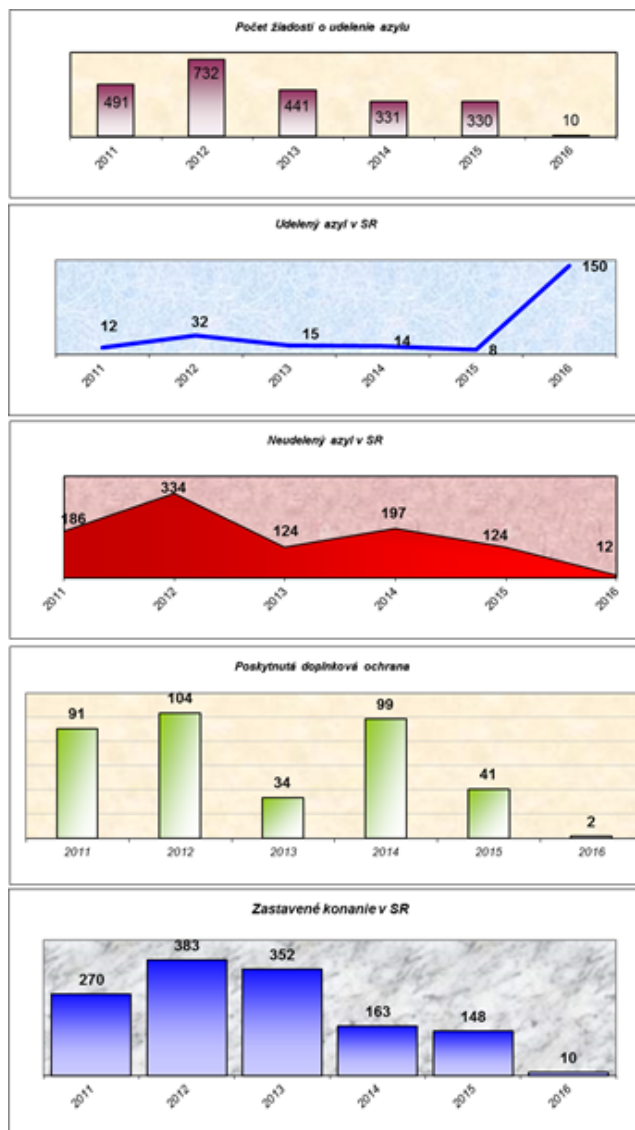 Počet žiadostí o udelenie azylu
491 732 441 331 330 10
2011 2012 2013 2014 2015 2016
Udelený azyl v SR
12 32 15 14 8 150
2011 2012 2013 2014 2015 2016
Neudelený azyl v SR
186 334 124 197 124 12
2011 2012 2013 2014 2015 2016
Poskytnutá doplnková ochrana
91 104 34 99 41 2
2011 2012 2013 2014 2015 2016
Zastavené konanie v SR
270 383 352 163 148 10
2011 2012 2013 2014 2015 2016